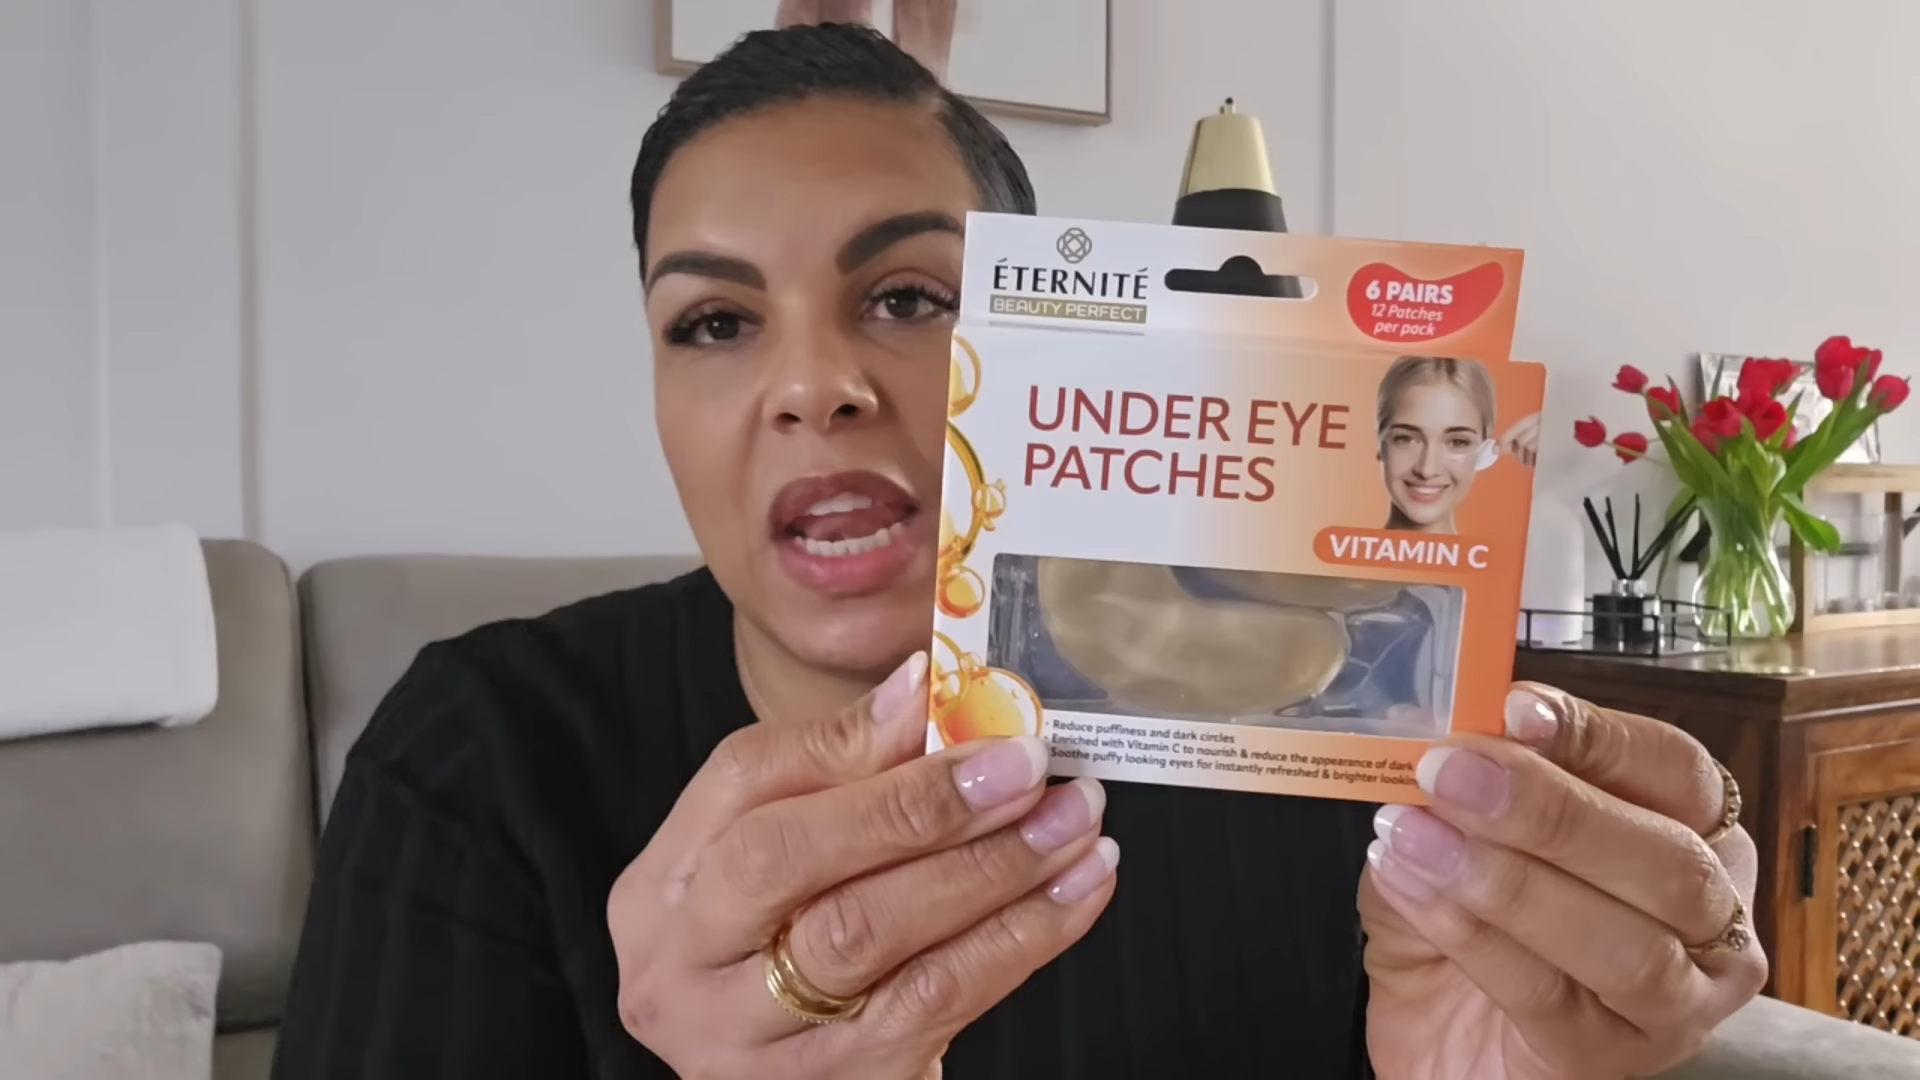 ÉTERNITÉ
BEAUTY PERFECT
6 PAIRS
12 Patches
per pack
UNDER EYE
PATCHES
VITAMIN C
· Reduce puffiness and dark circles
· Enriched with Vitamin C to nourish & reduce the appearance of dark
Soothe puffy looking eyes for instantly refreshed & brighter